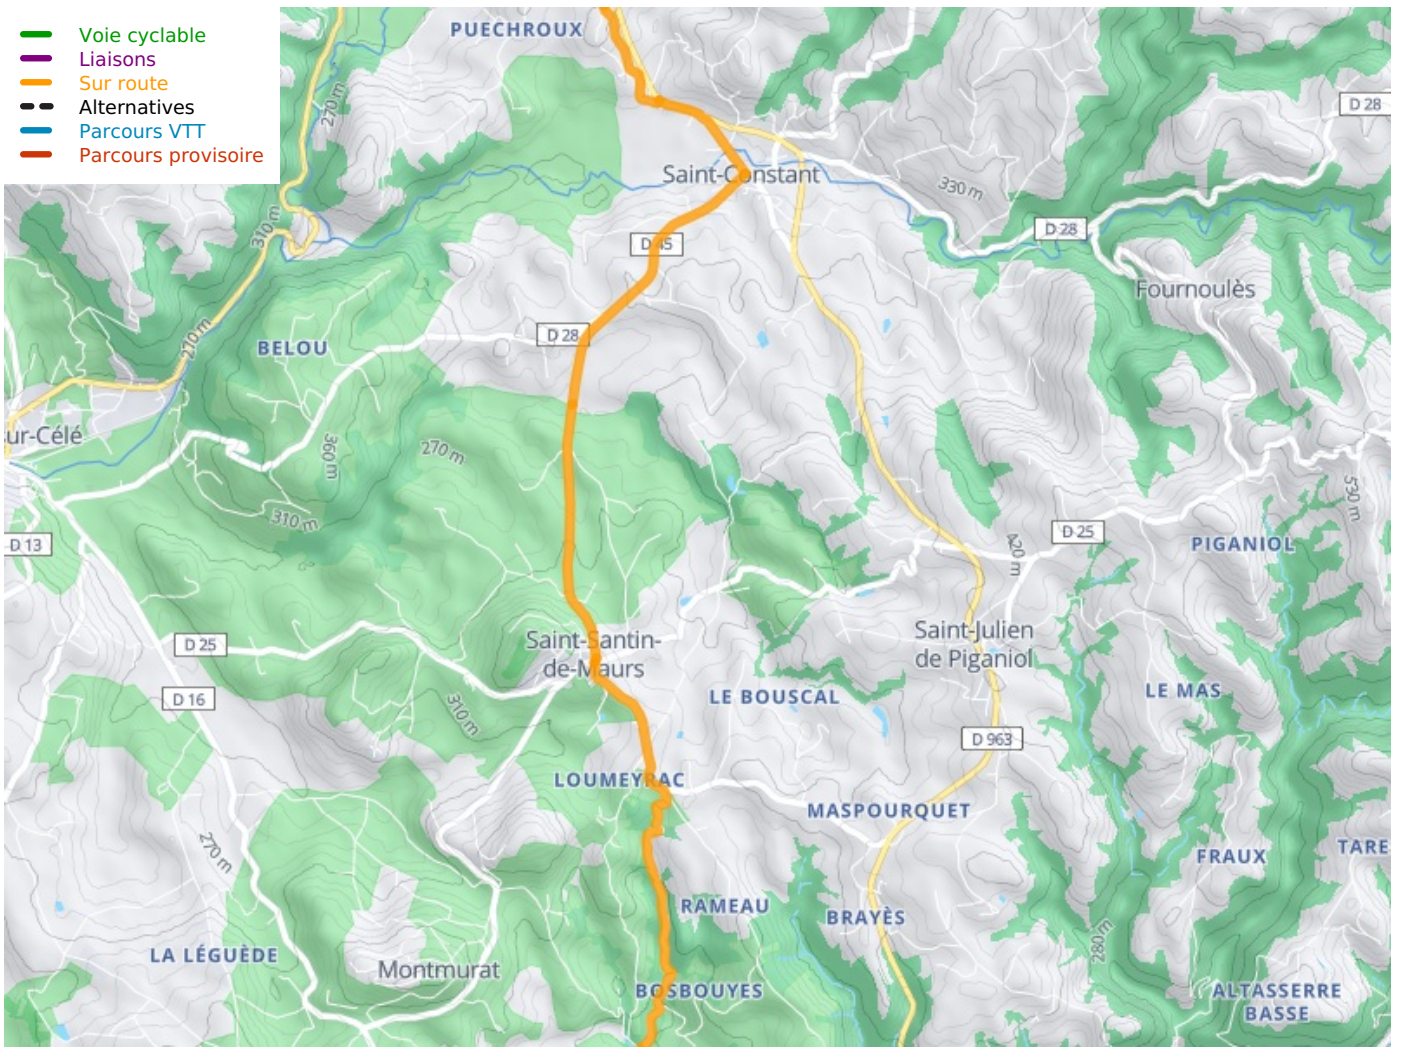 Voie cyclable
Liaisons
Sur route
Alternatives
Parcours VTT
Parcours provisoire
PUECHROUX
270 m
D 28
Saint-Constant
330 m
310 m
D 45
D 28
Fournoulès
D 28
210 m
BELOU
ur-Célé
360 m
270 m
310 m
530 m
D 13
D 25
420 m
PIGANIOL
Saint-Santin-
de-Maurs
Saint-Julien
de Piganiol
D 25
D 16
310 m
LE BOUSCAL
LE MAS
D 963
LOUMEYRAC
MASPOURQUET
270 m
FRAUX
TARE
RAMEAU
BRAYÈS
280 m
LA LÉGUÈDE
Montmurat
BOSBOUYES
ALTASSERRE
BASSE